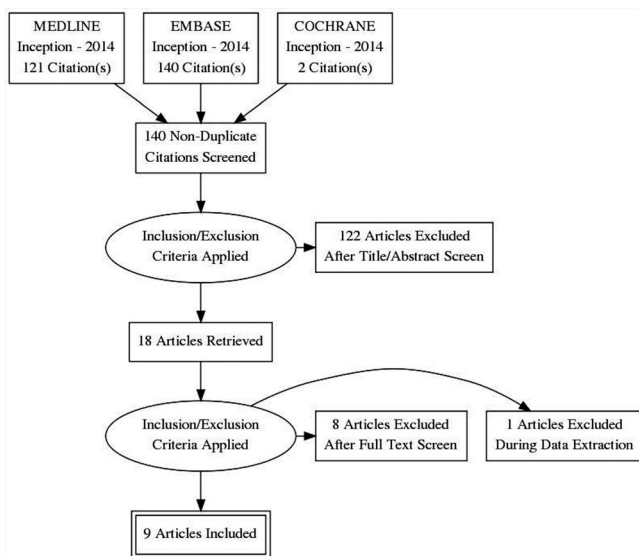 MEDLINE
Inception - 2014
121 Citation(s)
EMBASE
Inception - 2014
140 Citation(s)
COCHRANE
Inception - 2014
2 Citation(s)
140 Non-Duplicate
Citations Screened
Inclusion/Exclusion
Criteria Applied
122 Articles Excluded
After Title/Abstract Screen
18 Articles Retrieved
Inclusion/Exclusion
Criteria Applied
8 Articles Excluded
After Full Text Screen
1 Articles Excluded
During Data Extraction
9 Articles Included